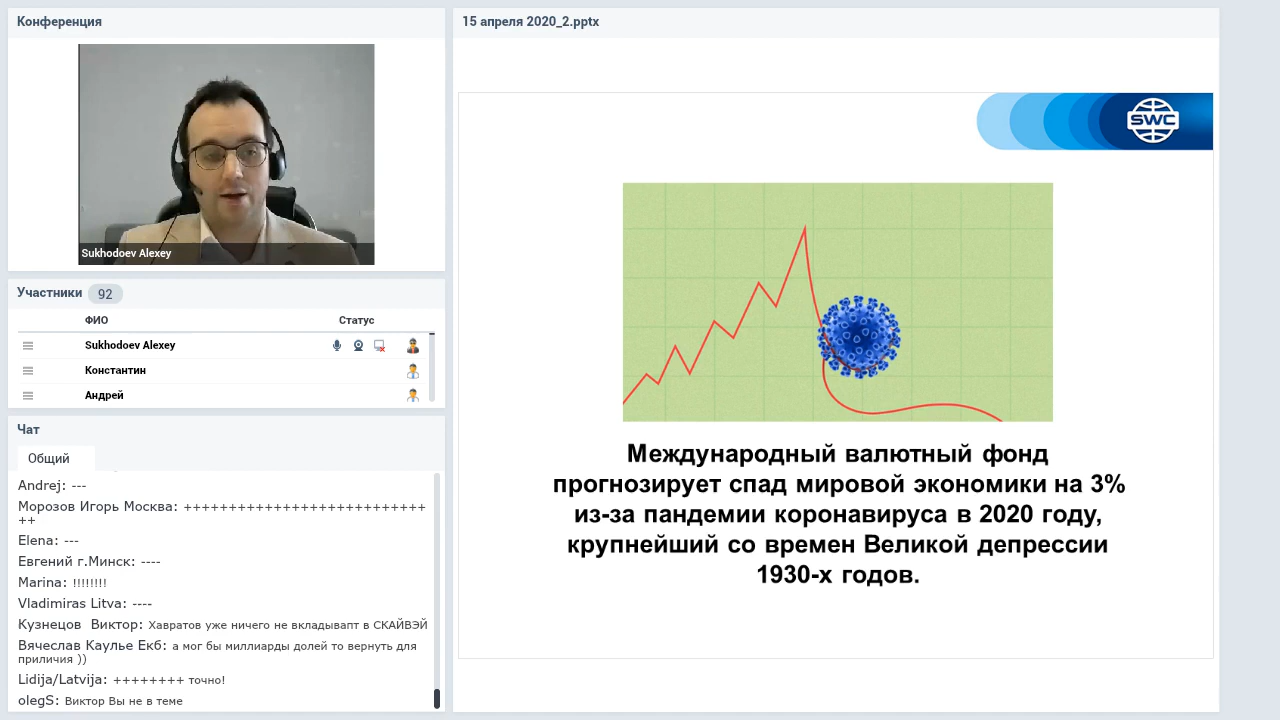 Конференция
Sukhodoev Alexey
Участники 92
ФИО Статус
Sukhodoev Alexey
Константин
Андрей
Чат
Общий
Andrej: ---
Морозов Игорь Москва: +++++++++++++++++++++++++++
++
Elena: ---
Евгений г.Минск: ----
Marina: !!!!!!!!
Vladimiras Litva: ----
Кузнецов Виктор: Хавратов уже ничего не вкладывапт в СКАЙВЭЙ
Вячеслав Каулье Екб: а мог бы миллиарды долей то вернуть для
приличия ))
Lidija/Latvija: ++++++++ точно!
olegS: Виктор Вы не в теме
15 апреля 2020_2.pptx
SWC
Международный валютный фонд
прогнозирует спад мировой экономики на 3%
из-за пандемии коронавируса в 2020 году,
крупнейший со времен Великой депрессии
1930-х годов.